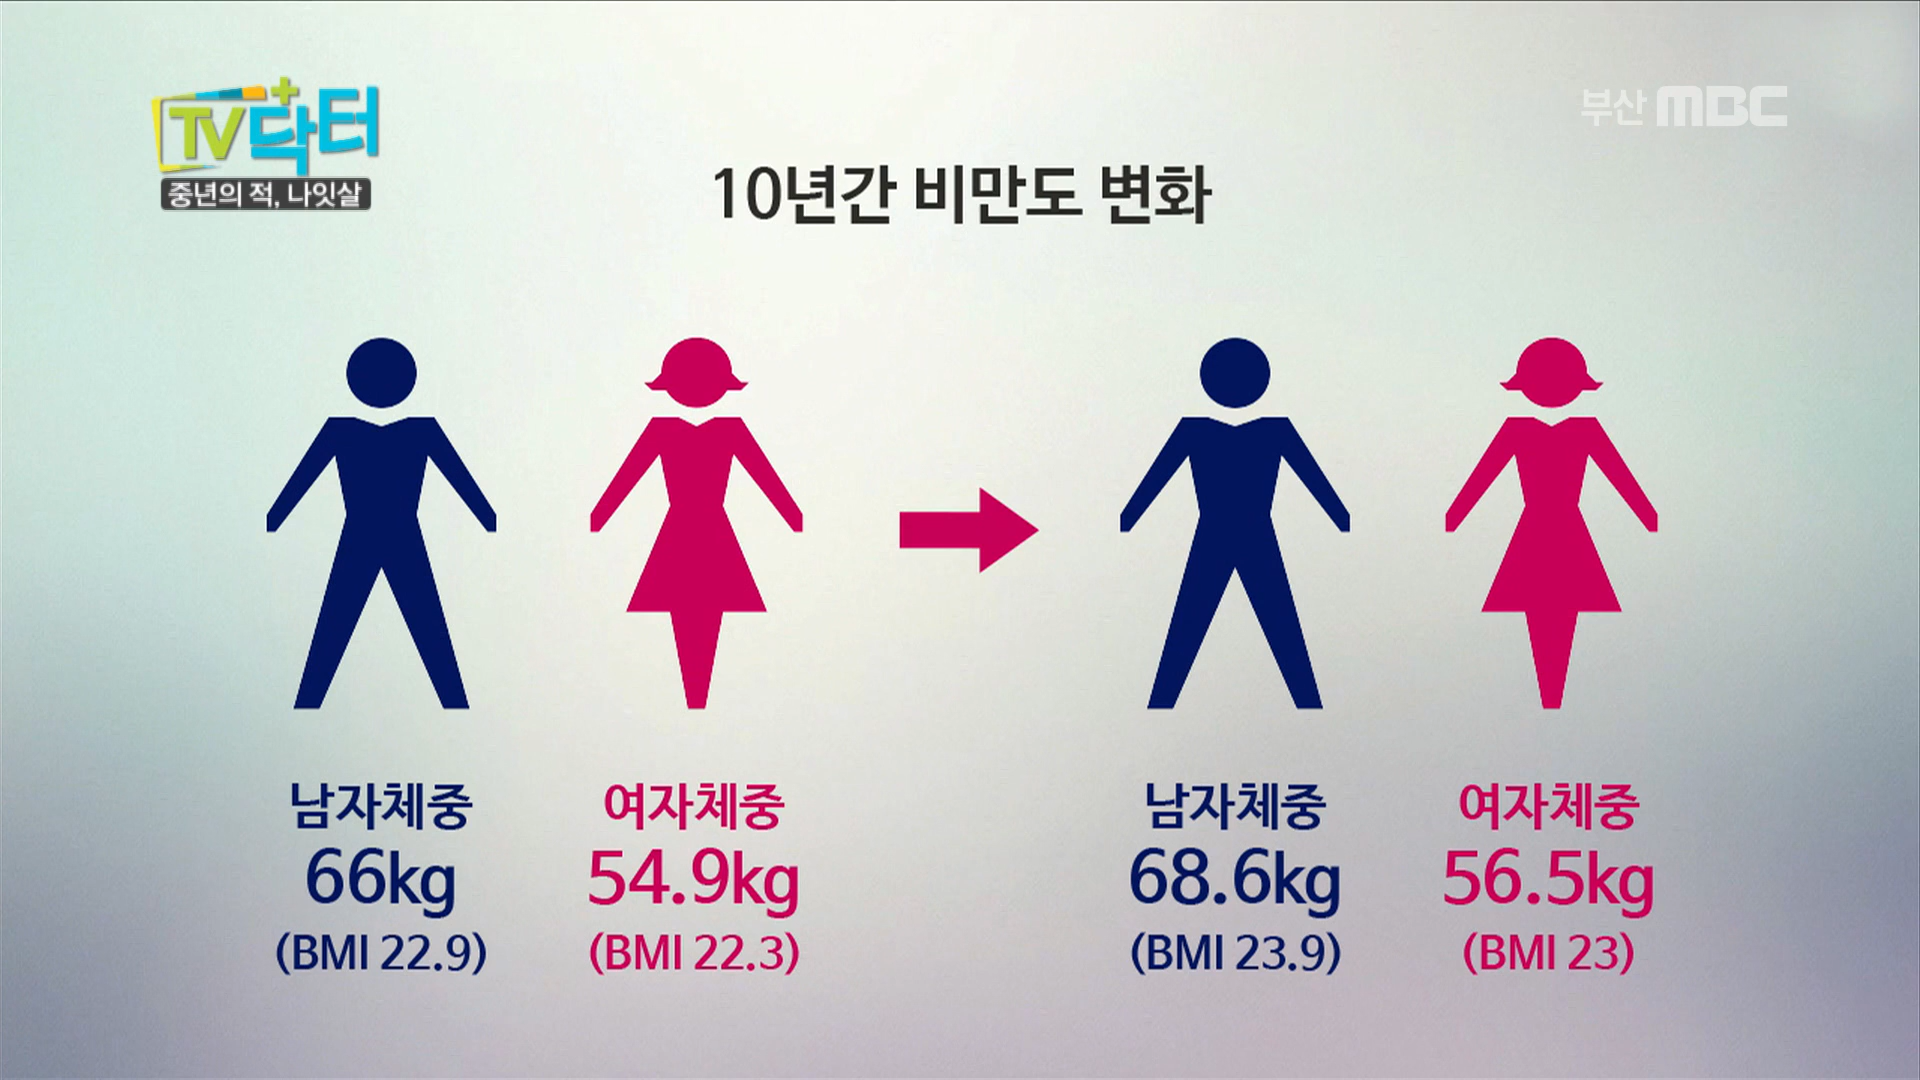 TV+닥터
중년의 적, 나잇살
부산 MBC
10년간 비만도 변화
남자체중
66kg
(BMI 22.9)
여자체중
54.9kg
(BMI 22.3)
남자체중
68.6kg
(BMI 23.9)
여자체중
56.5kg
(BMI 23)